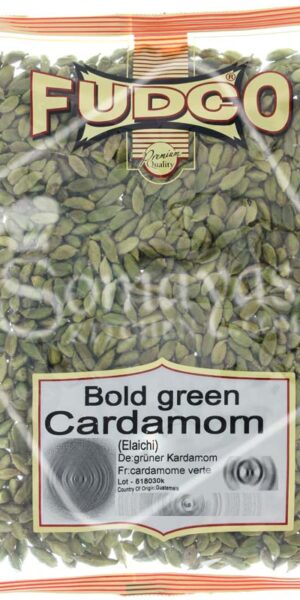 FUDCO®
Premium
Quality
Bold green
Cardamom
(Elaichi)
De:grüner Kardamom
Fr:cardamome verte
Lot - 618030k
Country Of Origin:Guatemala